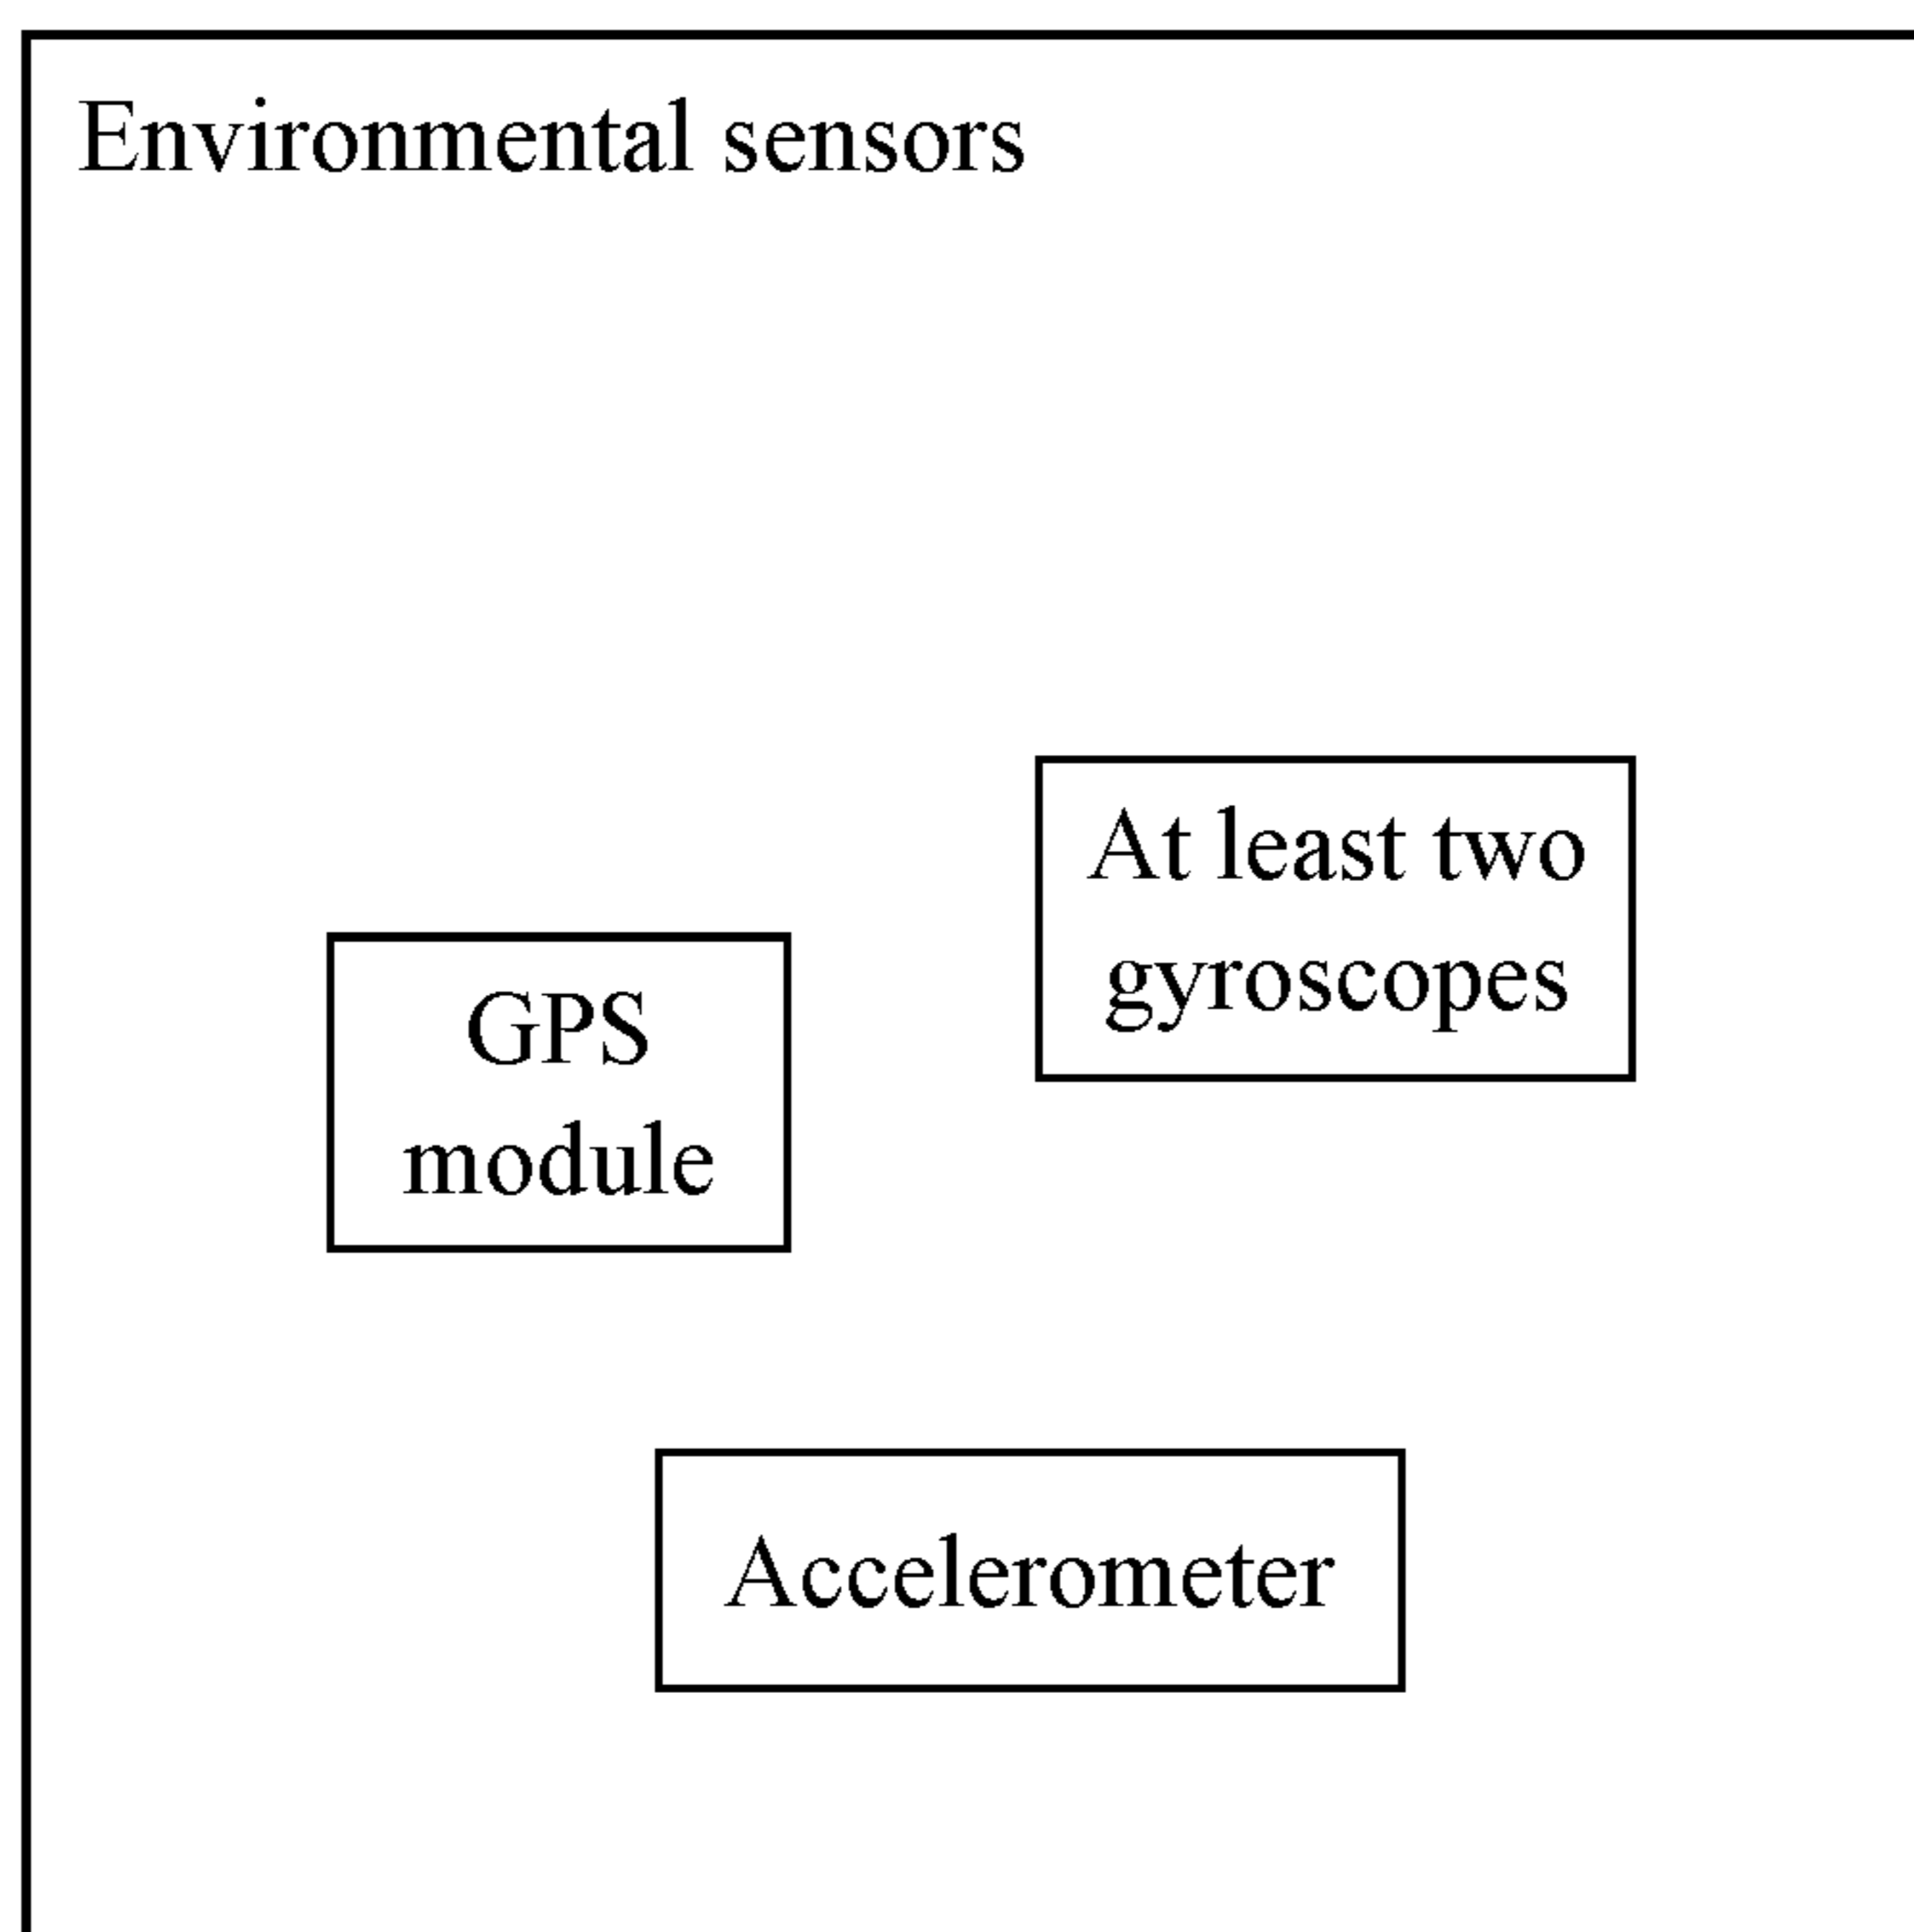 Environmental sensors
At least two
gyroscopes
GPS
module
Accelerometer